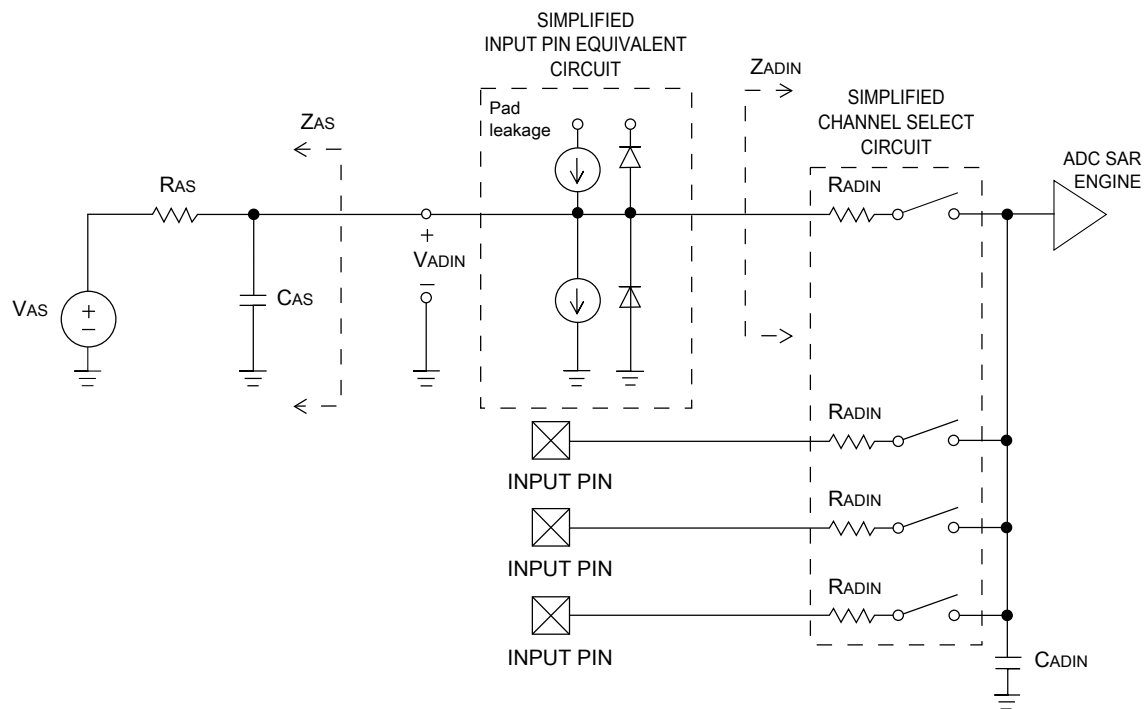 SIMPLIFIED
INPUT PIN EQUIVALENT
CIRCUIT
ZADIN
Pad
leakage
SIMPLIFIED
CHANNEL SELECT
CIRCUIT
ZAS
ADC SAR
ENGINE
RAS
RADIN
+
VADIN
−
CAS
VAS
+
−
RADIN
INPUT PIN
RADIN
INPUT PIN
RADIN
INPUT PIN
CADIN